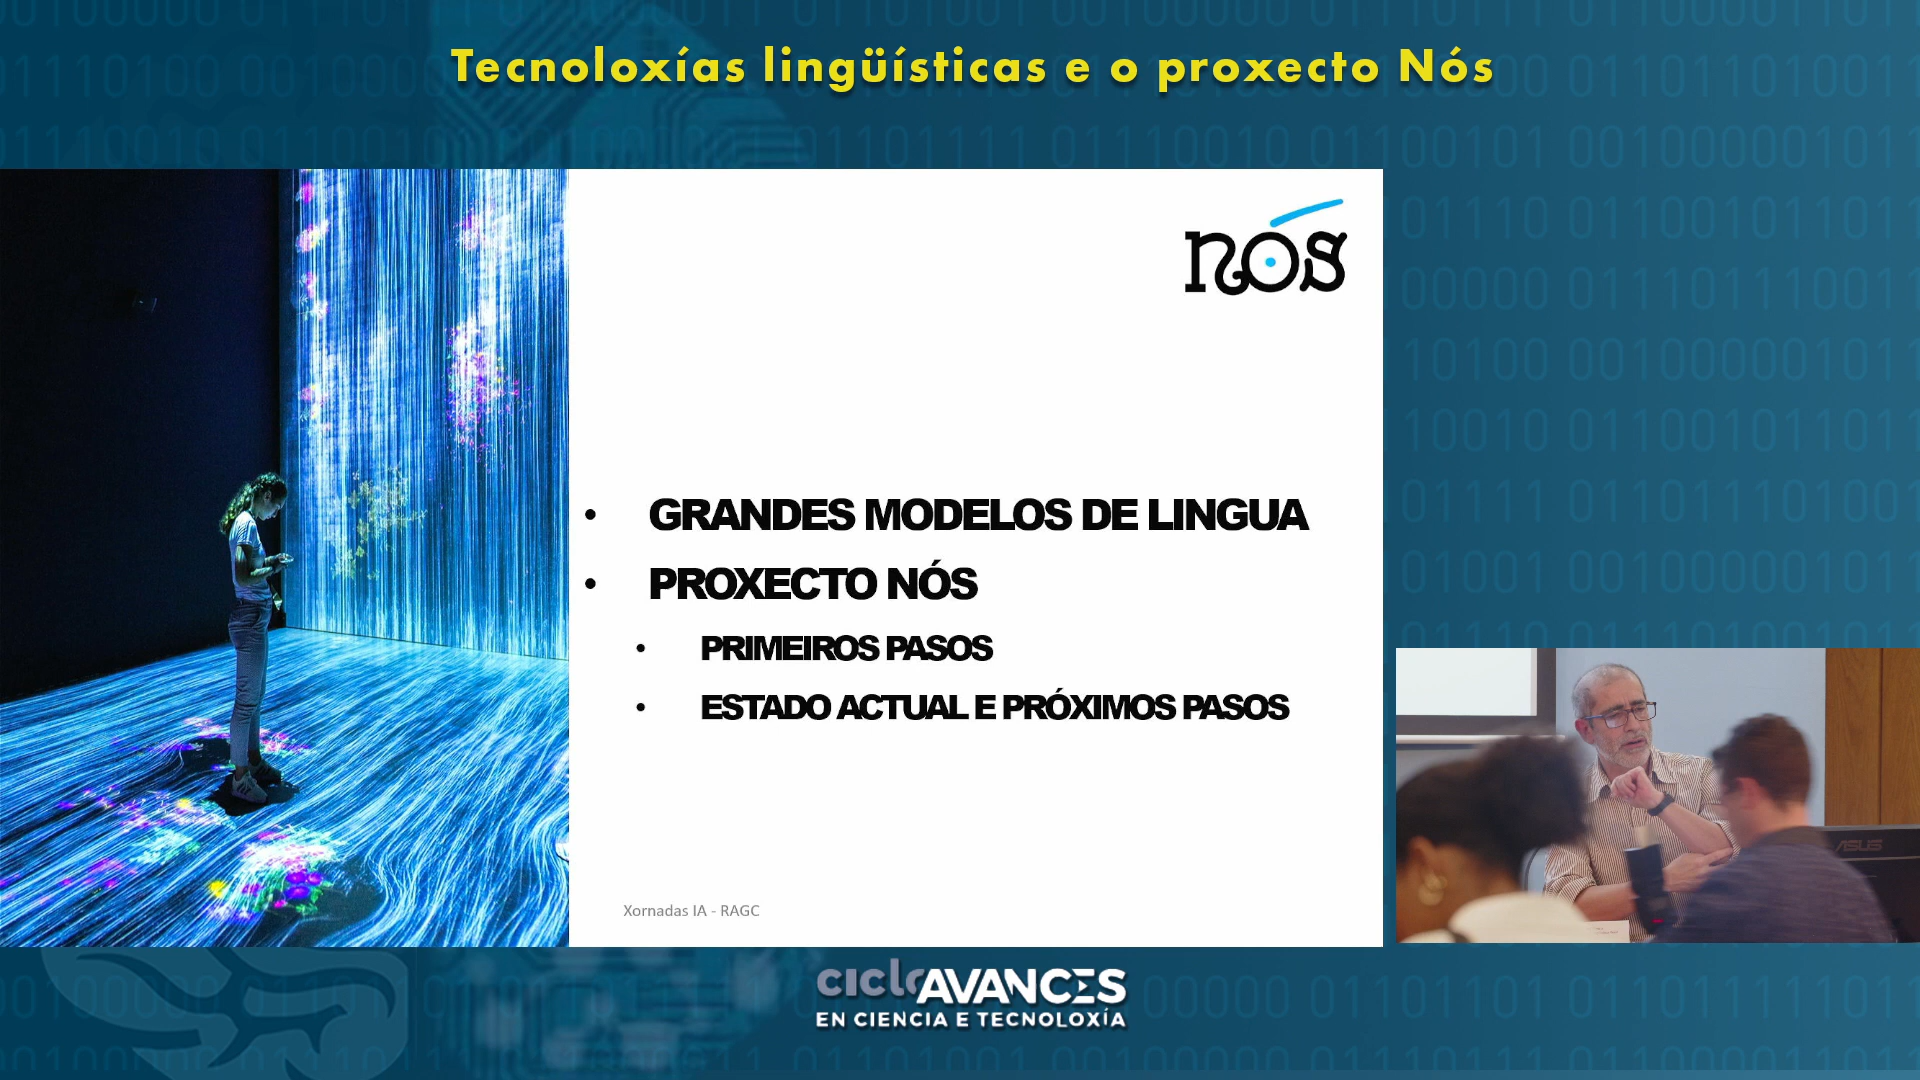 Tecnoloxías lingüísticas e o proxecto Nós
nós
• GRANDES MODELOS DE LINGUA
• PROXECTO NÓS
• PRIMEIROS PASOS
• ESTADO ACTUAL E PRÓXIMOS PASOS
Xornadas IA - RAGC
ASUS
cicloAVANCES
EN CIENCIA E TECNOLOXÍA